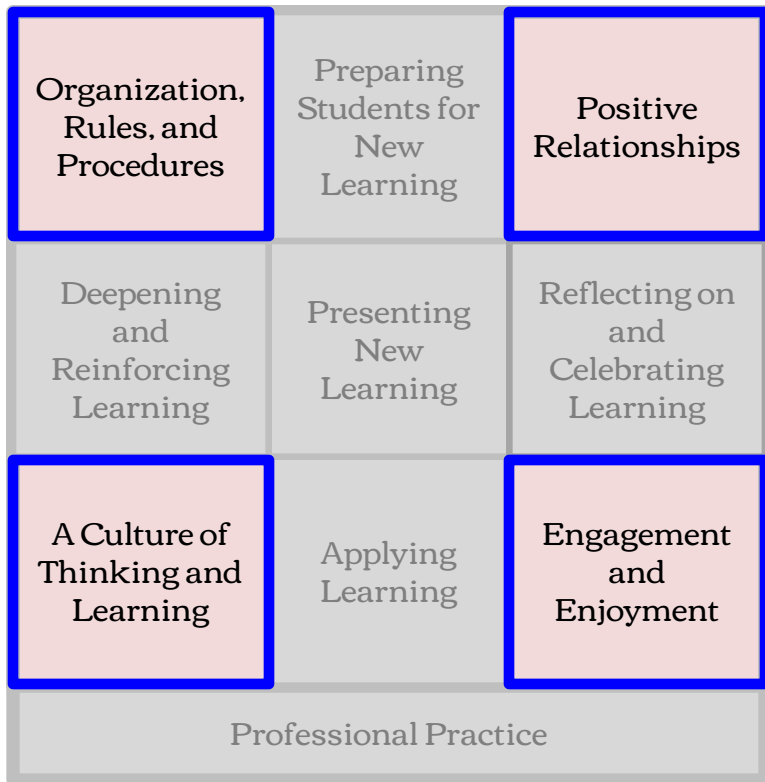 Organization,
Rules, and
Procedures
Preparing
Students for
New
Learning
Positive
Relationships
Deepening
and
Reinforcing
Learning
Presenting
New
Learning
Reflecting on
and
Celebrating
Learning
A Culture of
Thinking and
Learning
Applying
Learning
Engagement
and
Enjoyment
Professional Practice